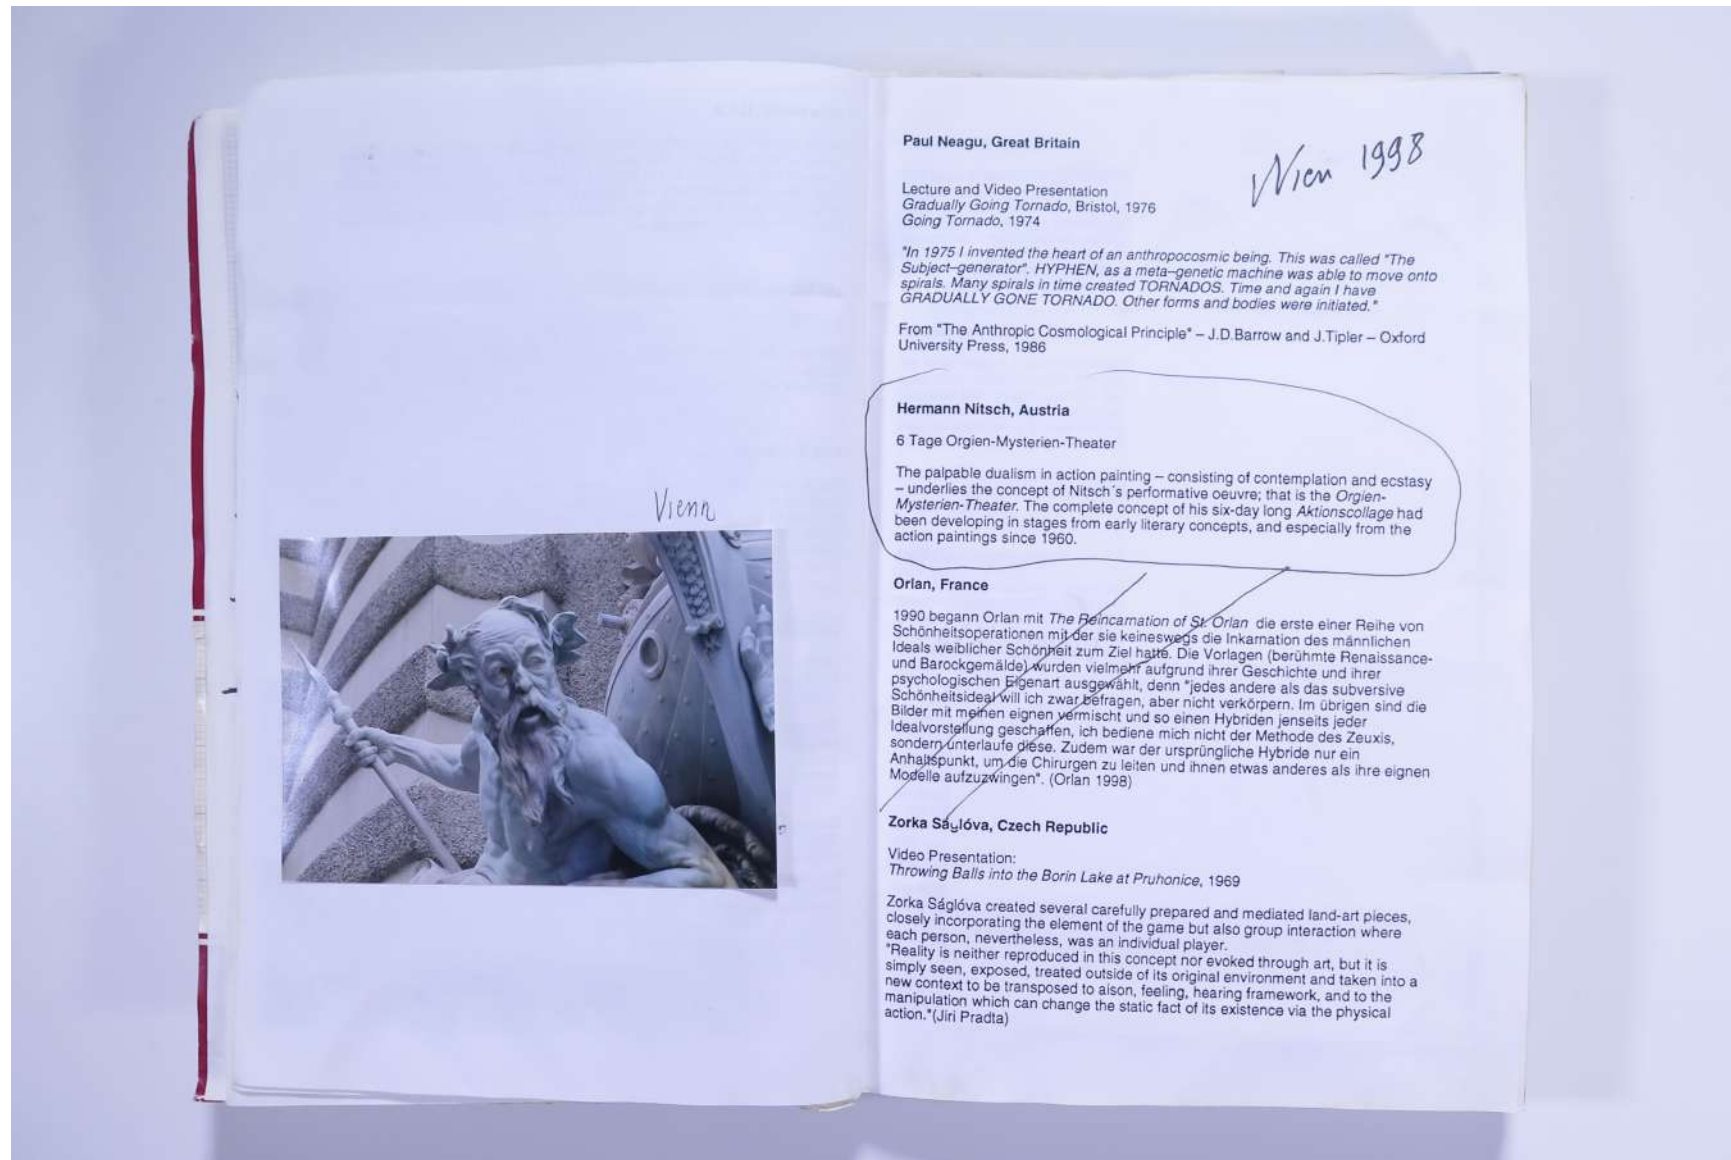 Vienn
Wien 1998
Paul Neagu, Great Britain
Lecture and Video Presentation
Gradually Going Tornado, Bristol, 1976
Going Tornado, 1974
"In 1975 I invented the heart of an anthropocosmic being. This was called "The
Subject–generator". HYPHEN, as a meta–genetic machine was able to move onto
spirals. Many spirals in time created TORNADOS. Time and again I have
GRADUALLY GONE TORNADO. Other forms and bodies were initiated."
From "The Anthropic Cosmological Principle" – J.D.Barrow and J.Tipler – Oxford
University Press, 1986
Hermann Nitsch, Austria
6 Tage Orgien-Mysterien-Theater
The palpable dualism in action painting – consisting of contemplation and ecstasy
– underlies the concept of Nitsch´s performative oeuvre; that is the Orgien-
Mysterien-Theater. The complete concept of his six-day long Aktionscollage had
been developing in stages from early literary concepts, and especially from the
action paintings since 1960.
Orlan, France
1990 begann Orlan mit The Reincarnation of St. Orlan die erste einer Reihe von
Schönheitsoperationen mit der sie keineswegs die Inkarnation des männlichen
Ideals weiblicher Schönheit zum Ziel hatte. Die Vorlagen (berühmte Renaissance-
und Barockgemälde) wurden vielmehr aufgrund ihrer Geschichte und ihrer
psychologischen Eigenart ausgewählt, denn "jedes andere als das subversive
Schönheitsideal will ich zwar befragen, aber nicht verkörpern. Im übrigen sind die
Bilder mit meinen eignen vermischt und so einen Hybriden jenseits jeder
Idealvorstellung geschaffen, ich bediene mich nicht der Methode des Zeuxis,
sondern unterlaufe diese. Zudem war der ursprüngliche Hybride nur ein
Anhaltspunkt, um die Chirurgen zu leiten und ihnen etwas anderes als ihre eignen
Modelle aufzuzwingen". (Orlan 1998)
Zorka Ságlóva, Czech Republic
Video Presentation:
Throwing Balls into the Borin Lake at Pruhonice, 1969
Zorka Ságlóva created several carefully prepared and mediated land-art pieces,
closely incorporating the element of the game but also group interaction where
each person, nevertheless, was an individual player.
"Reality is neither reproduced in this concept nor evoked through art, but it is
simply seen, exposed, treated outside of its original environment and taken into a
new context to be transposed to aison, feeling, hearing framework, and to the
manipulation which can change the static fact of its existence via the physical
action."(Jiri Pradta)